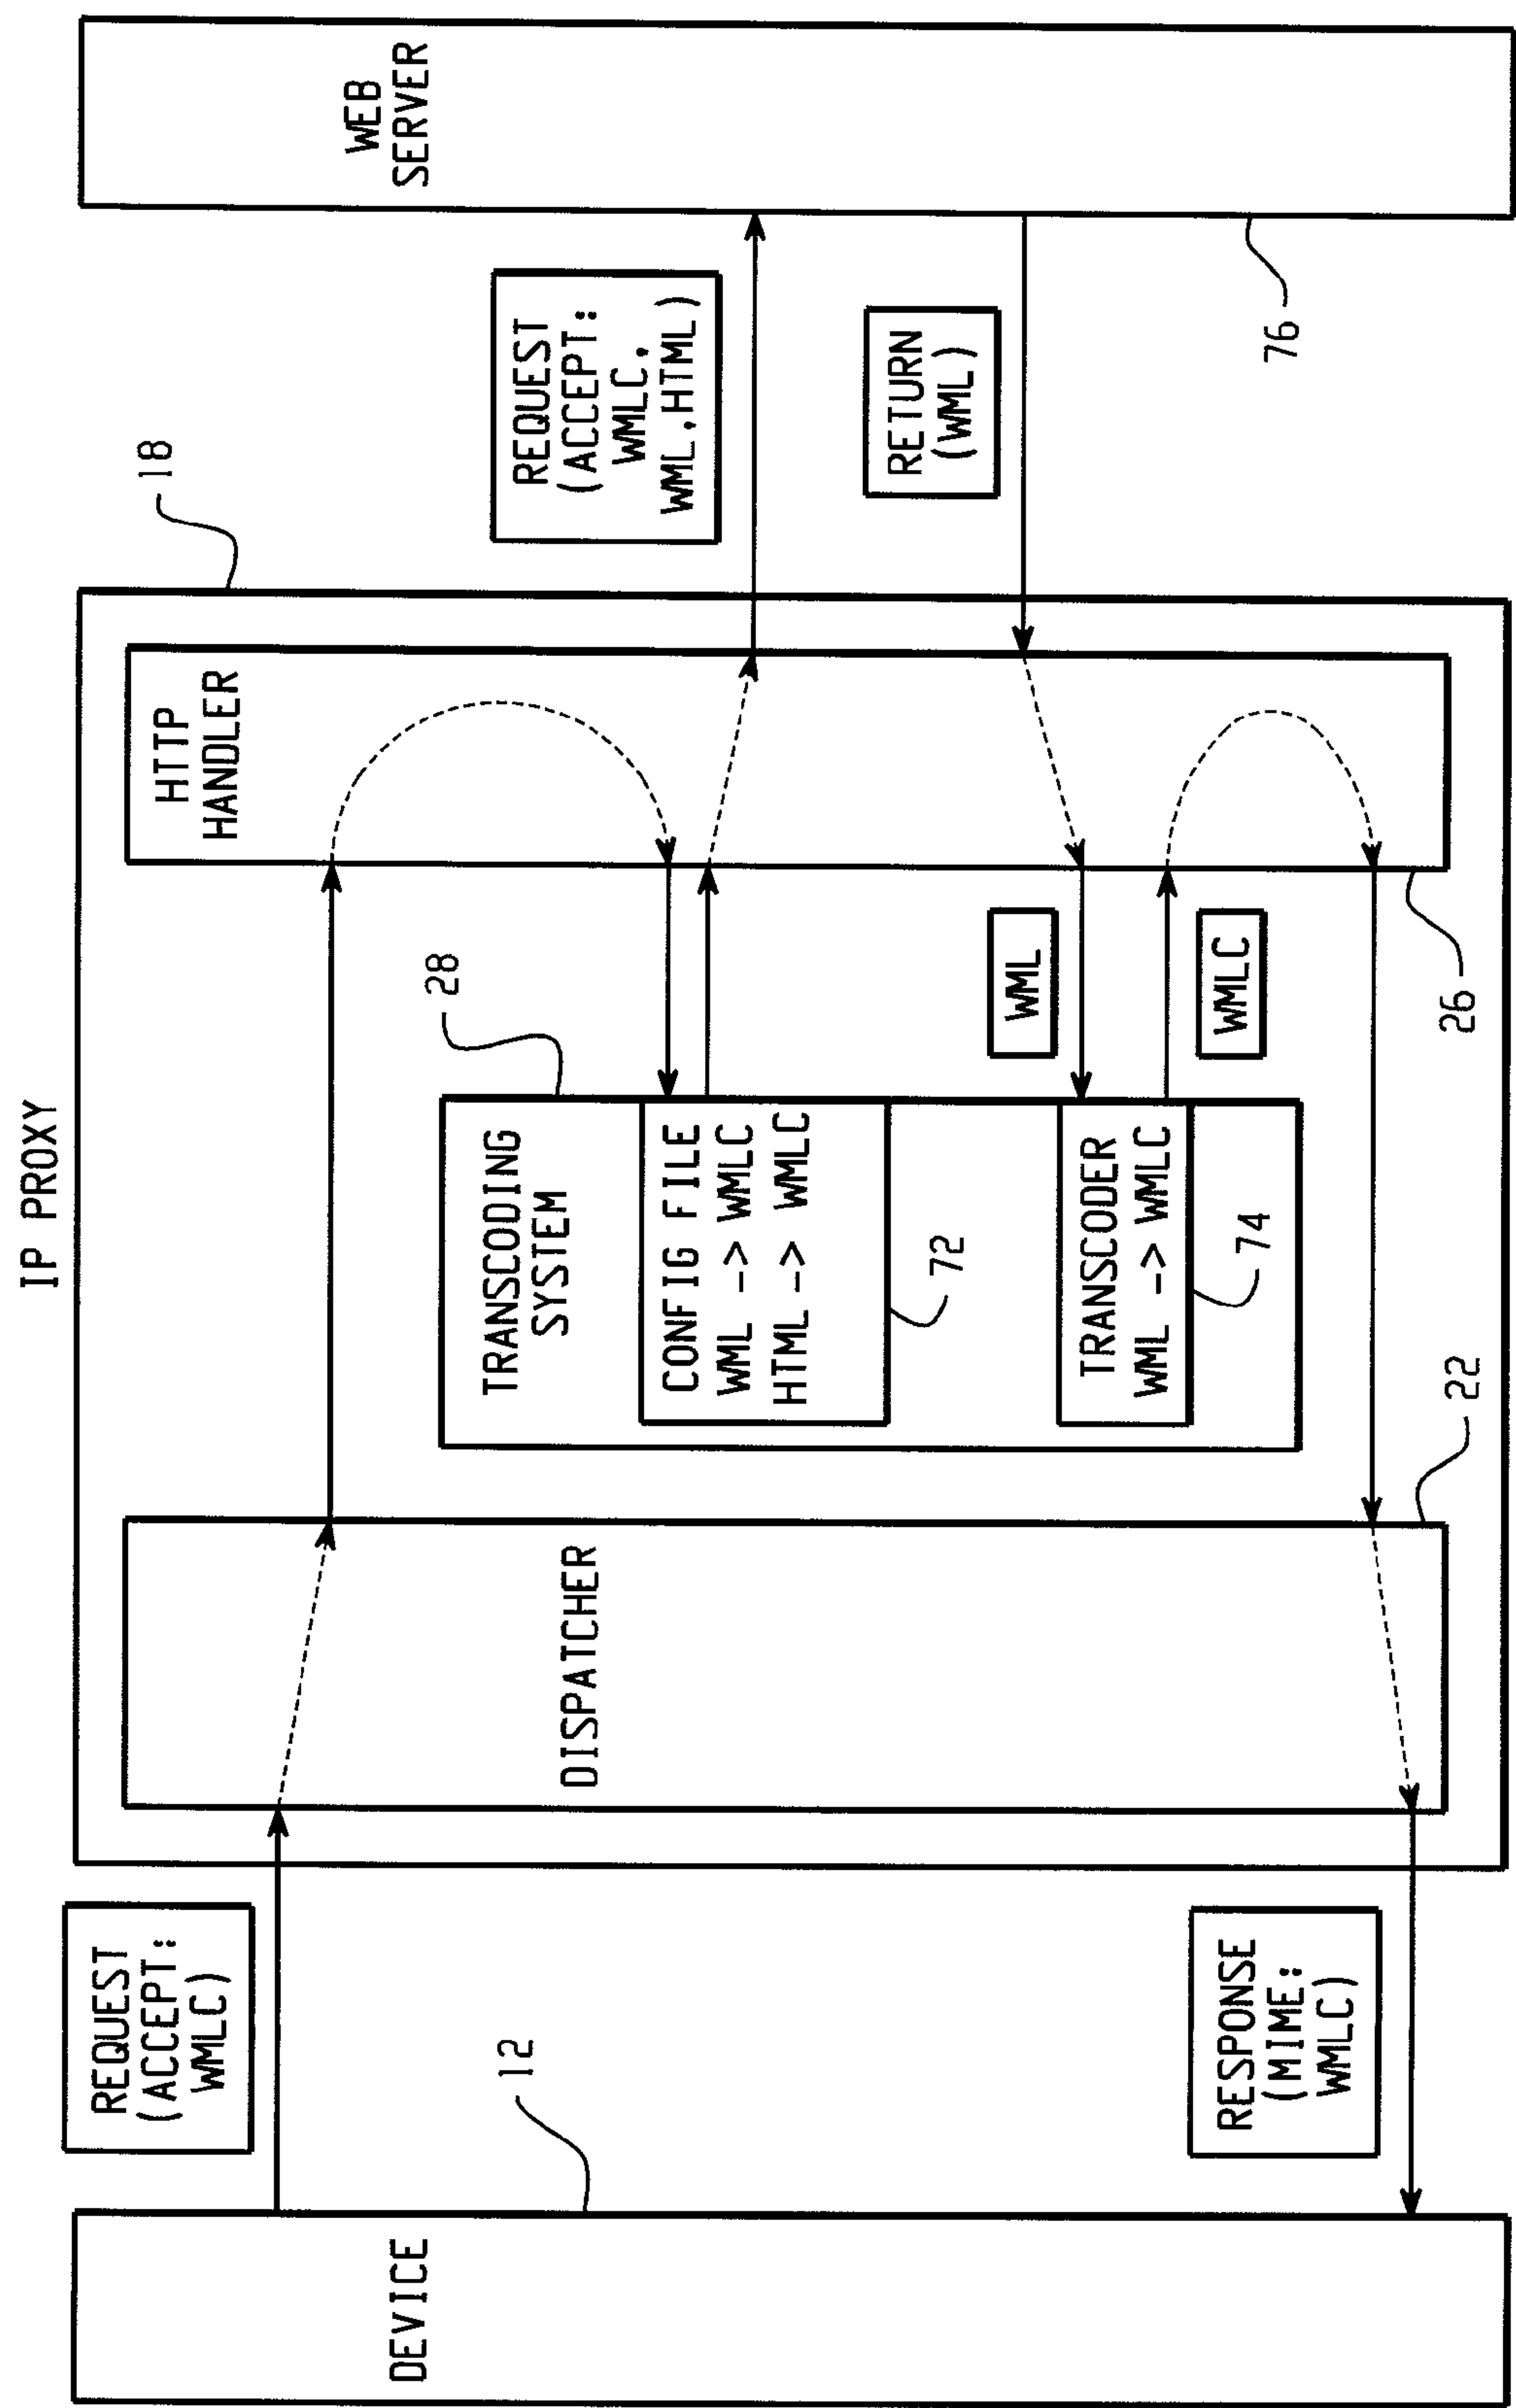 IP PROXY
18
DEVICE
12
REQUEST
(ACCEPT:
WMLC)
RESPONSE
(MIME:
WMLC)
DISPATCHER
22
TRANSCODING
SYSTEM
28
CONFIG FILE
WML -> WMLC
HTML -> WMLC
72
TRANSCODER
WML -> WMLC
74
WML
WMLC
HTTP
HANDLER
26
REQUEST
(ACCEPT:
WMLC,
WML,HTML)
RETURN
(WML)
WEB
SERVER
76